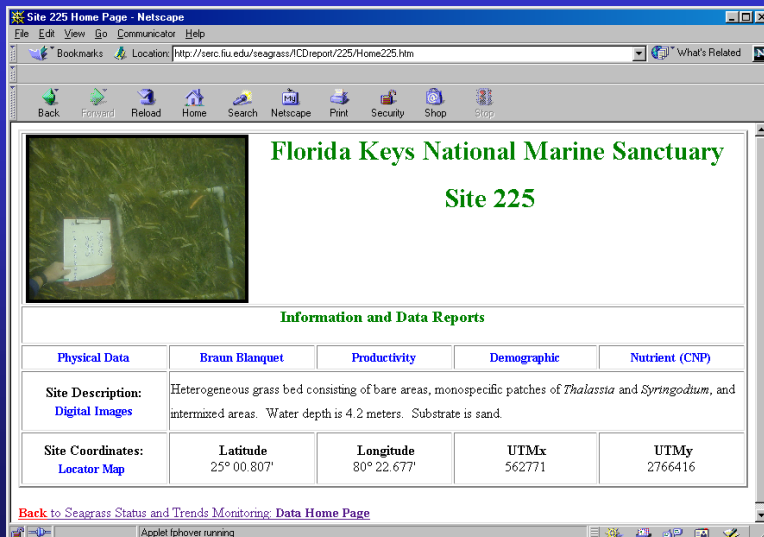 Site 225 Home Page - Netscape
File Edit View Go Communicator Help
Bookmarks Location: http://serc.fiu.edu/seagrass/!CDreport/225/Home225.htm What's Related
Back Forward Reload Home Search Netscape Print Security Shop Stop
Florida Keys National Marine Sanctuary
Site 225
Information and Data Reports
Physical Data Braun Blanquet Productivity Demographic Nutrient (CNP)
Site Description:
Digital Images
Heterogeneous grass bed consisting of bare areas, monospecific patches of Thalassia and Syringodium, and
intermixed areas. Water depth is 4.2 meters. Substrate is sand.
Site Coordinates:
Locator Map
Latitude
25° 00.807'
Longitude
80° 22.677'
UTMx
562771
UTMy
2766416
Back to Seagrass Status and Trends Monitoring: Data Home Page
Applet fphover running